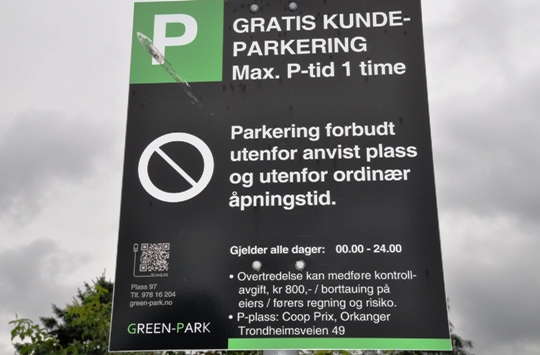 P
GRATIS KUNDE-
PARKERING
Max. P-tid 1 time
Parkering forbudt
utenfor anvist plass
og utenfor ordinær
åpningstid.
Gjelder alle dager: 00.00 - 24.00
• Overtredelse kan medføre kontroll-
avgift, kr 800,- / borttauing på
eiers / førers regning og risiko.
• P-plass: Coop Prix, Orkanger
Trondheimsveien 49
Plass 97
Tlf. 978 16 204
green-park.no
GREEN-PARK